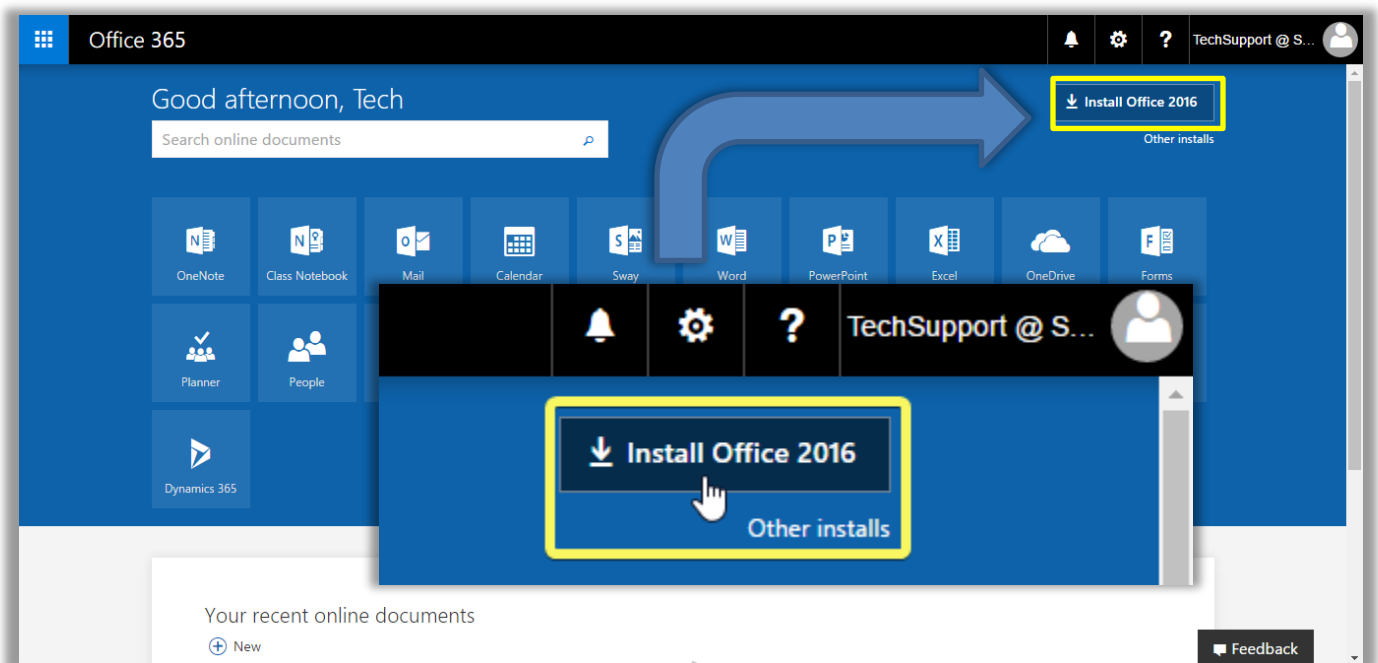 Office 365
TechSupport @ S...
Good afternoon, Tech
Install Office 2016
Search online documents
Other installs
OneNote
Class Notebook
Mail
Calendar
Sway
Word
PowerPoint
Excel
OneDrive
Forms
? TechSupport @ S...
Planner
People
Install Office 2016
Other installs
Dynamics 365
Your recent online documents
New
Feedback